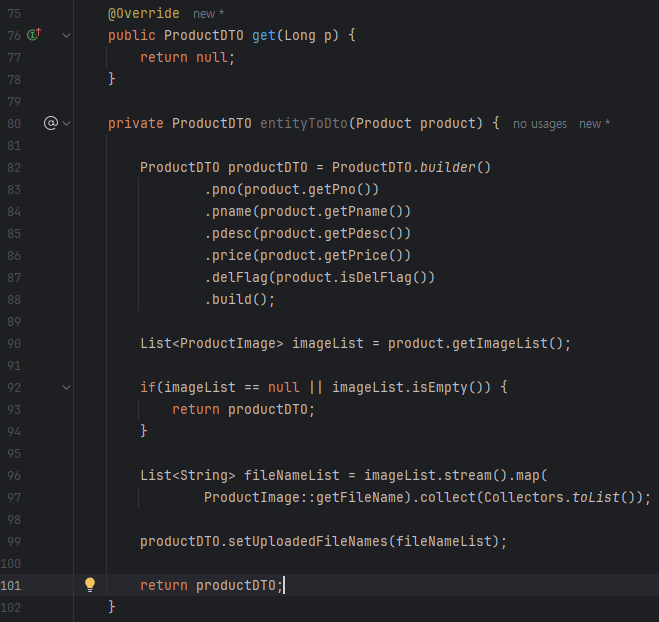 75 @Override new *
76 public ProductDTO get(Long p) {
77 return null;
78 }
79
80 @ private ProductDTO entityToDto(Product product) { no usages new *
81
82 ProductDTO productDTO = ProductDTO.builder()
83 .pno(product.getPno())
84 .pname(product.getPname())
85 .pdesc(product.getPdesc())
86 .price(product.getPrice())
87 .delFlag(product.isDelFlag())
88 .build();
89
90 List<ProductImage> imageList = product.getImageList();
91
92 if(imageList == null || imageList.isEmpty()) {
93 return productDTO;
94 }
95
96 List<String> fileNameList = imageList.stream().map(
97 ProductImage::getFileName).collect(Collectors.toList());
98
99 productDTO.setUploadedFileNames(fileNameList);
100
101 return productDTO;
102 }